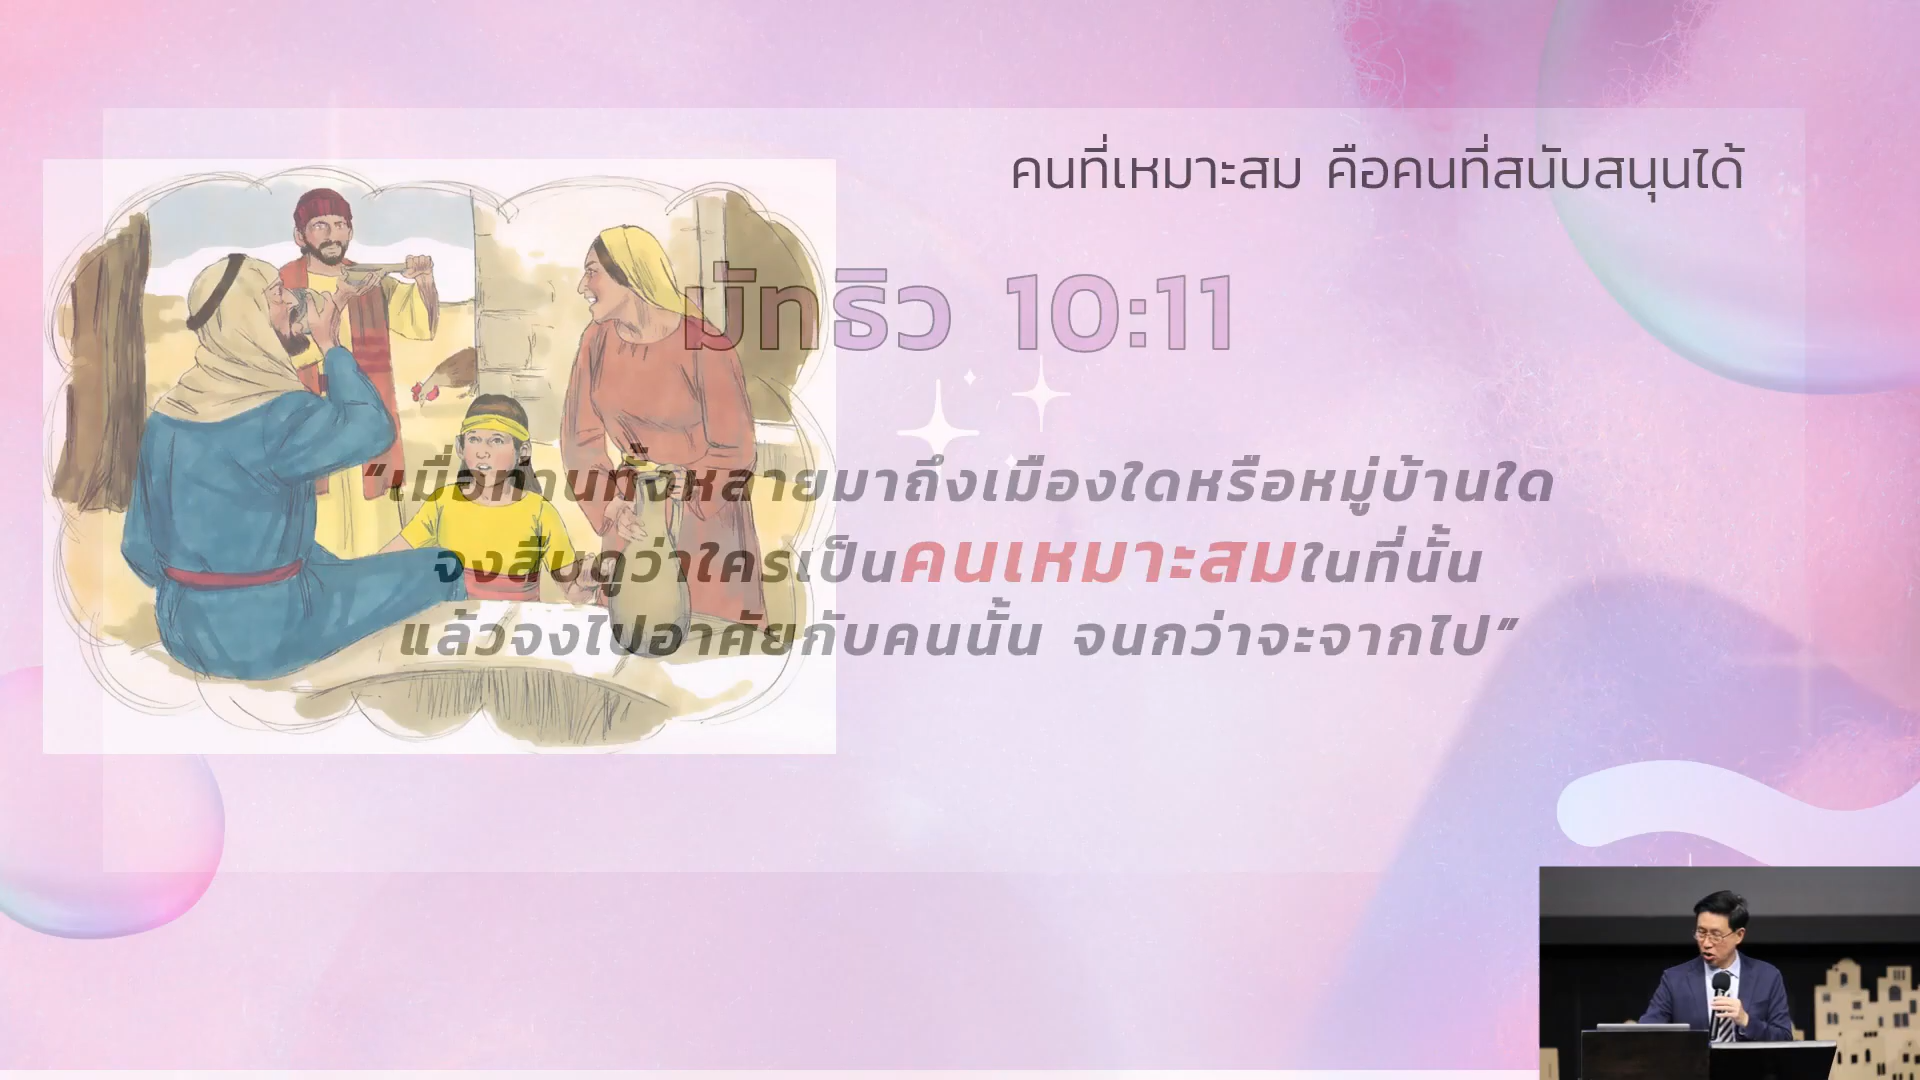 คนที่เหมาะสม คือคนที่สนับสนุนได้
มัทธิว 10:11
“เมื่อท่านทั้งหลายมาถึงเมืองใดหรือหมู่บ้านใด
จงสืบดูว่าใครเป็นคนเหมาะสมในที่นั้น
แล้วจงไปอาศัยกับคนนั้น จนกว่าจะจากไป”